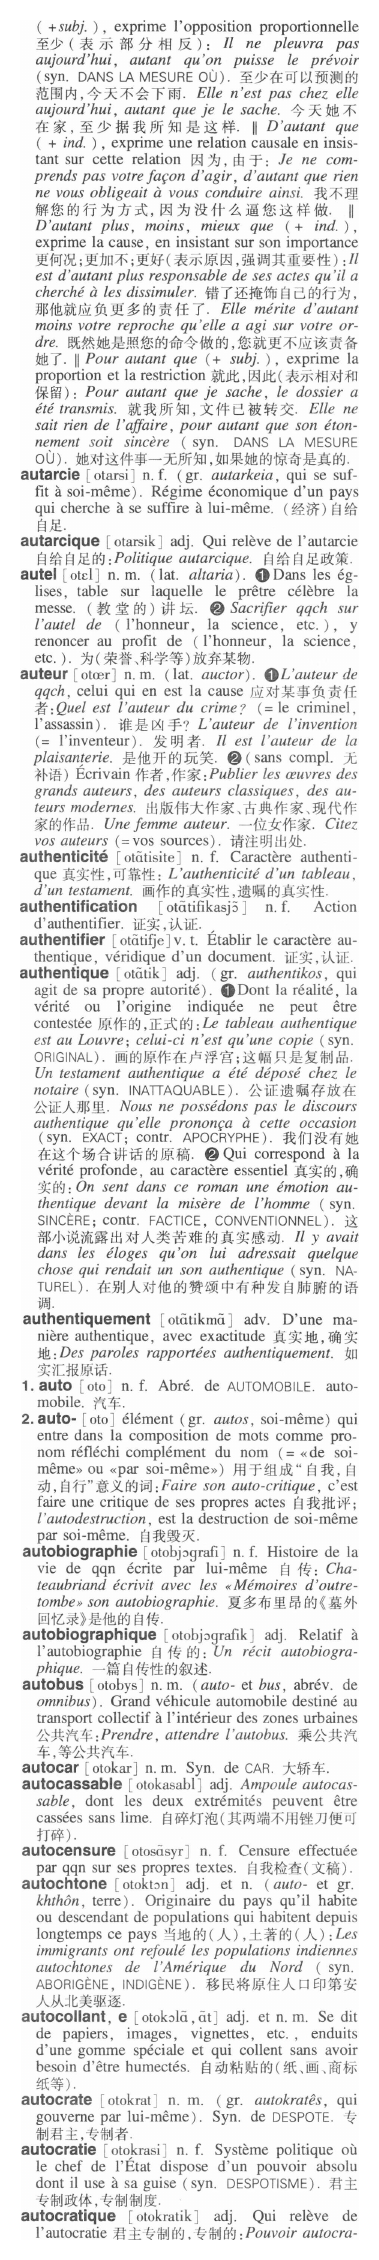 ( +subj. ), exprime l'opposition proportionnelle
至少(表示部分相反): Il ne pleuvra pas
aujourd'hui, autant qu'on puisse le prévoir
(syn. DANS LA MESURE OÙ). 至少在可以预测的
范围内,今天不会下雨. Elle n'est pas chez elle
aujourd'hui, autant que je le sache. 今天她不
在家,至少据我所知是这样. ‖ D'autant que
( + ind. ), exprime une relation causale en insis-
tant sur cette relation 因为,由于: Je ne com-
prends pas votre façon d'agir, d'autant que rien
ne vous obligeait à vous conduire ainsi. 我不理
解您的行为方式,因为没什么逼您这样做. ‖
D'autant plus, moins, mieux que (+ ind. ),
exprime la cause, en insistant sur son importance
更何况;更加不;更好(表示原因,强调其重要性):Il
est d'autant plus responsable de ses actes qu'il a
cherché à les dissimuler. 错了还掩饰自己的行为,
那他就应负更多的责任了. Elle mérite d'autant
moins votre reproche qu'elle a agi sur votre or-
dre. 既然她是照您的命令做的,您就更不应该责备
她了. ‖ Pour autant que (+ subj. ), exprime la
proportion et la restriction 就此,因此(表示相对和
保留): Pour autant que je sache, le dossier a
été transmis. 就我所知,文件已被转交. Elle ne
sait rien de l'affaire, pour autant que son éton-
nement soit sincère ( syn. DANS LA MESURE
OÙ). 她对这件事一无所知,如果她的惊奇是真的.
autarcie [otarsi] n. f. (gr. autarkeia, qui se suf-
fit à soi-même). Régime économique d'un pays
qui cherche à se suffire à lui-même. (经济)自给
自足.
autarcique [otarsik] adj. Qui relève de l'autarcie
自给自足的:Politique autarcique. 自给自足政策.
autel [otɛl] n. m. (lat. altaria). ❶Dans les ég-
lises, table sur laquelle le prêtre célèbre la
messe. (教堂的)讲坛. ❷ Sacrifier qqch sur
l'autel de ( l'honneur, la science, etc. ), y
renoncer au profit de ( l'honneur, la science,
etc. ). 为(荣誉、科学等)放弃某物.
auteur [otœr] n. m. (lat. auctor). ❶L'auteur de
qqch, celui qui en est la cause 应对某事负责任
者:Quel est l'auteur du crime? (= le criminel,
l'assassin). 谁是凶手? L'auteur de l'invention
(= l'inventeur). 发明者. Il est l'auteur de la
plaisanterie. 是他开的玩笑. ❷(sans compl. 无
补语) Écrivain 作者,作家:Publier les œuvres des
grands auteurs, des auteurs classiques, des au-
teurs modernes. 出版伟大作家、古典作家、现代作
家的作品. Une femme auteur. 一位女作家. Citez
vos auteurs (=vos sources). 请注明出处.
authenticité [otɑ̃tisite] n. f. Caractère authenti-
que 真实性,可靠性: L'authenticité d'un tableau,
d'un testament. 画作的真实性,遗嘱的真实性.
authentification [otɑ̃tifikasjɔ̃] n. f. Action
d'authentifier. 证实,认证.
authentifier [otɑ̃tifje] v. t. Établir le caractère au-
thentique, véridique d'un document. 证实,认证.
authentique [otɑ̃tik] adj. (gr. authentikos, qui
agit de sa propre autorité). ❶Dont la réalité, la
vérité ou l'origine indiquée ne peut être
contestée 原作的,正式的:Le tableau authentique
est au Louvre; celui-ci n'est qu'une copie (syn.
ORIGINAL). 画的原作在卢浮宫;这幅只是复制品.
Un testament authentique a été déposé chez le
notaire (syn. INATTAQUABLE). 公证遗嘱存放在
公证人那里. Nous ne possédons pas le discours
authentique qu'elle prononça à cette occasion
(syn. EXACT; contr. APOCRYPHE). 我们没有她
在这个场合讲话的原稿. ❷Qui correspond à la
vérité profonde, au caractère essentiel 真实的,确
实的:On sent dans ce roman une émotion au-
thentique devant la misère de l'homme ( syn.
SINCÈRE; contr. FACTICE, CONVENTIONNEL). 这
部小说流露出对人类苦难的真实感动. Il y avait
dans les éloges qu'on lui adressait quelque
chose qui rendait un son authentique (syn. NA-
TUREL). 在别人对他的赞颂中有种发自肺腑的语
调.
authentiquement [otɑ̃tikmɑ̃] adv. D'une ma-
nière authentique, avec exactitude 真实地,确实
地:Des paroles rapportées authentiquement. 如
实汇报原话.
1. auto [oto] n. f. Abré. de AUTOMOBILE. auto-
mobile. 汽车.
2. auto- [oto] élément (gr. autos, soi-même) qui
entre dans la composition de mots comme pro-
nom réfléchi complément du nom (= «de soi-
même» ou «par soi-même») 用于组成“自我,自
动,自行”意义的词:Faire son auto-critique, c'est
faire une critique de ses propres actes 自我批评;
l'autodestruction, est la destruction de soi-même
par soi-même. 自我毁灭.
autobiographie [otobjɔgrafi] n. f. Histoire de la
vie de qqn écrite par lui-même 自传: Cha-
teaubriand écrivit avec les «Mémoires d'outre-
tombe» son autobiographie. 夏多布里昂的《墓外
回忆录》是他的自传.
autobiographique [otobjɔgrafik] adj. Relatif à
l'autobiographie 自传的: Un récit autobiogra-
phique. 一篇自传性的叙述.
autobus [otobys] n. m. (auto- et bus, abrév. de
omnibus). Grand véhicule automobile destiné au
transport collectif à l'intérieur des zones urbaines
公共汽车:Prendre, attendre l'autobus. 乘公共汽
车,等公共汽车.
autocar [otokar] n. m. Syn. de CAR. 大轿车.
autocassable [otokasabl] adj. Ampoule autocas-
sable, dont les deux extrémités peuvent être
cassées sans lime. 自碎灯泡(其两端不用锉刀便可
打碎).
autocensure [otosɑ̃syr] n. f. Censure effectuée
par qqn sur ses propres textes. 自我检查(文稿).
autochtone [otoktɔn] adj. et n. (auto- et gr.
khthôn, terre). Originaire du pays qu'il habite
ou descendant de populations qui habitent depuis
longtemps ce pays 当地的(人),土著的(人):Les
immigrants ont refoulé les populations indiennes
autochtones de l'Amérique du Nord ( syn.
ABORIGÈNE, INDIGÈNE). 移民将原住人口印第安
人从北美驱逐.
autocollant, e [otokɔlɑ̃, ɑ̃t] adj. et n. m. Se dit
de papiers, images, vignettes, etc. , enduits
d'une gomme spéciale et qui collent sans avoir
besoin d'être humectés. 自动粘贴的(纸、画、商标
纸等).
autocrate [otokrat] n. m. ( gr. autokratês, qui
gouverne par lui-même). Syn. de DESPOTE. 专
制君主,专制者.
autocratie [otokrasi] n. f. Système politique où
le chef de l'État dispose d'un pouvoir absolu
dont il use à sa guise (syn. DESPOTISME). 君主
专制政体,专制制度.
autocratique [otokratik] adj. Qui relève de
l'autocratie 君主专制的,专制的:Pouvoir autocra-